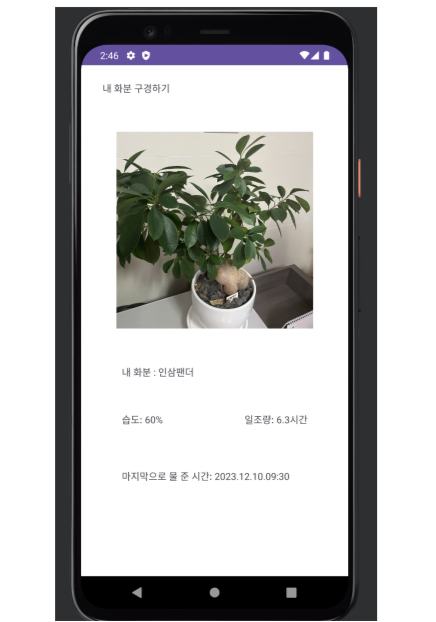 2:46
내 화분 구경하기
내 화분 : 인삼팬더
습도: 60%
일조량: 6.3시간
마지막으로 물 준 시간: 2023.12.10.09:30